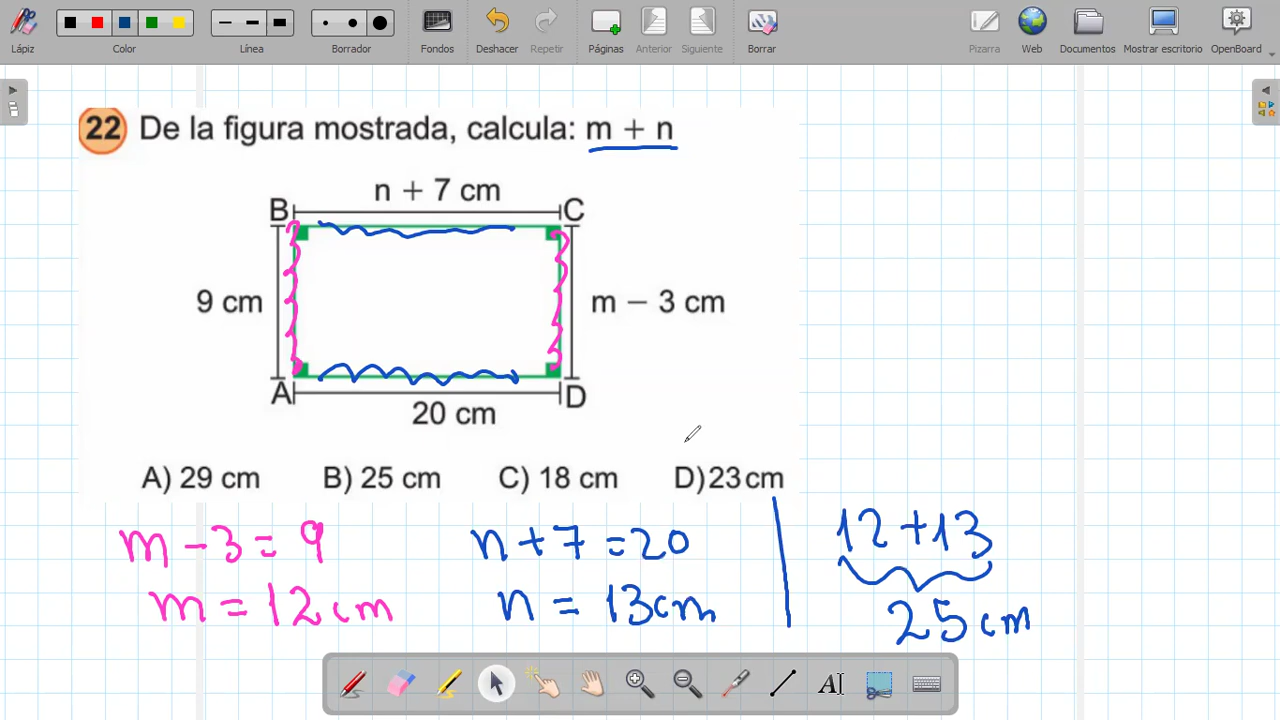 Lápiz Color Línea Borrador Fondos Deshacer Repetir Páginas Anterior Siguiente Borrar Pizarra Web Documentos Mostrar escritorio OpenBoard
22 De la figura mostrada, calcula: m + n
n + 7 cm
B C
9 cm m − 3 cm
A D
20 cm
A) 29 cm B) 25 cm C) 18 cm D) 23 cm
m - 3 = 9 n + 7 = 20 12 + 13
m = 12 cm n = 13 cm 25 cm